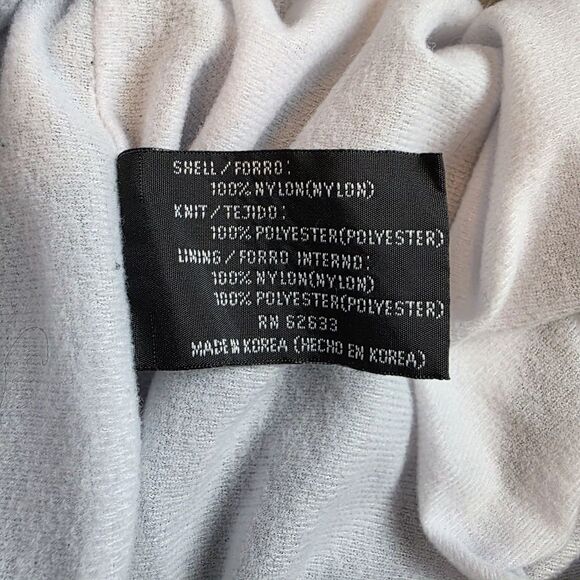 SHELL/FORRO:
100% NYLON(NYLON)
KNIT/TEJIDO:
100% POLYESTER(POLYESTER)
LINING/FORRO INTERNO:
100% NYLON(NYLON)
100% POLYESTER(POLYESTER)
RN 62633
MADE IN KOREA (HECHO EN KOREA)